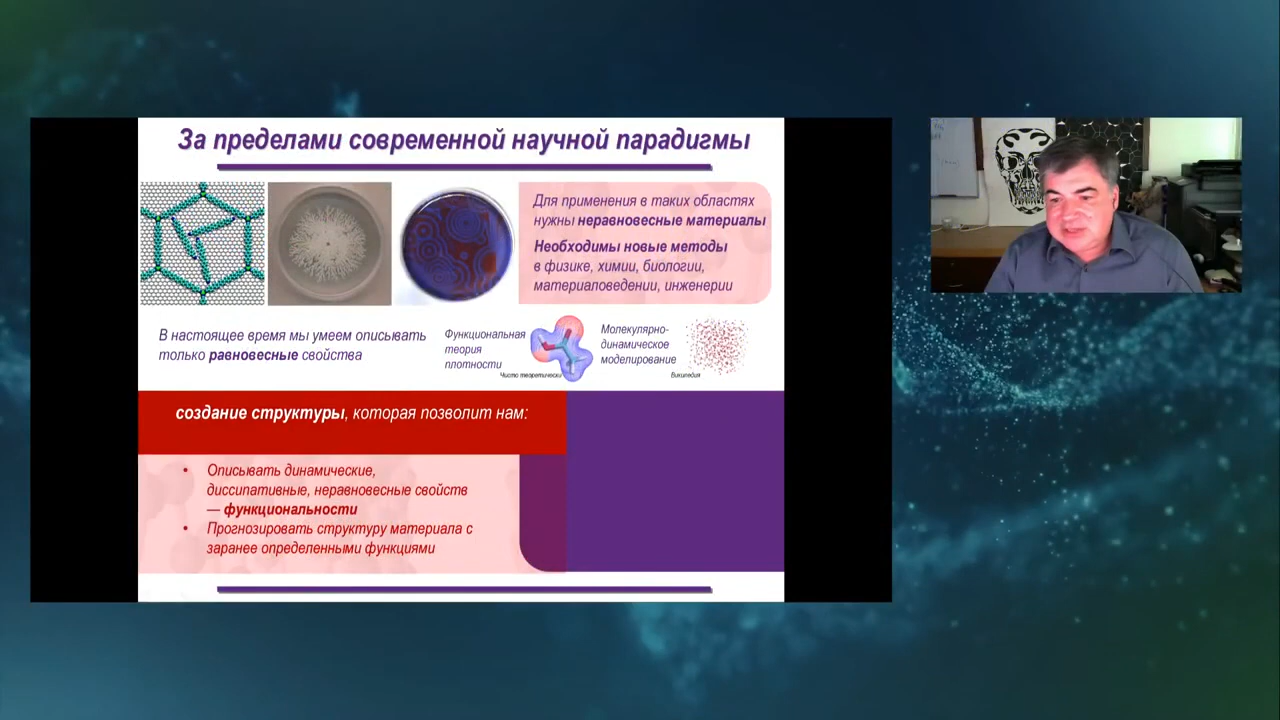 За пределами современной научной парадигмы
Для применения в таких областях
нужны неравновесные материалы
Необходимы новые методы
в физике, химии, биологии,
материаловедении, инженерии
В настоящее время мы умеем описывать
только равновесные свойства
Функциональная
теория
плотности
Чисто теоретически
Молекулярно-
динамическое
моделирование
Википедия
создание структуры, которая позволит нам:
• Описывать динамические,
диссипативные, неравновесные свойств
— функциональности
• Прогнозировать структуру материала с
заранее определенными функциями